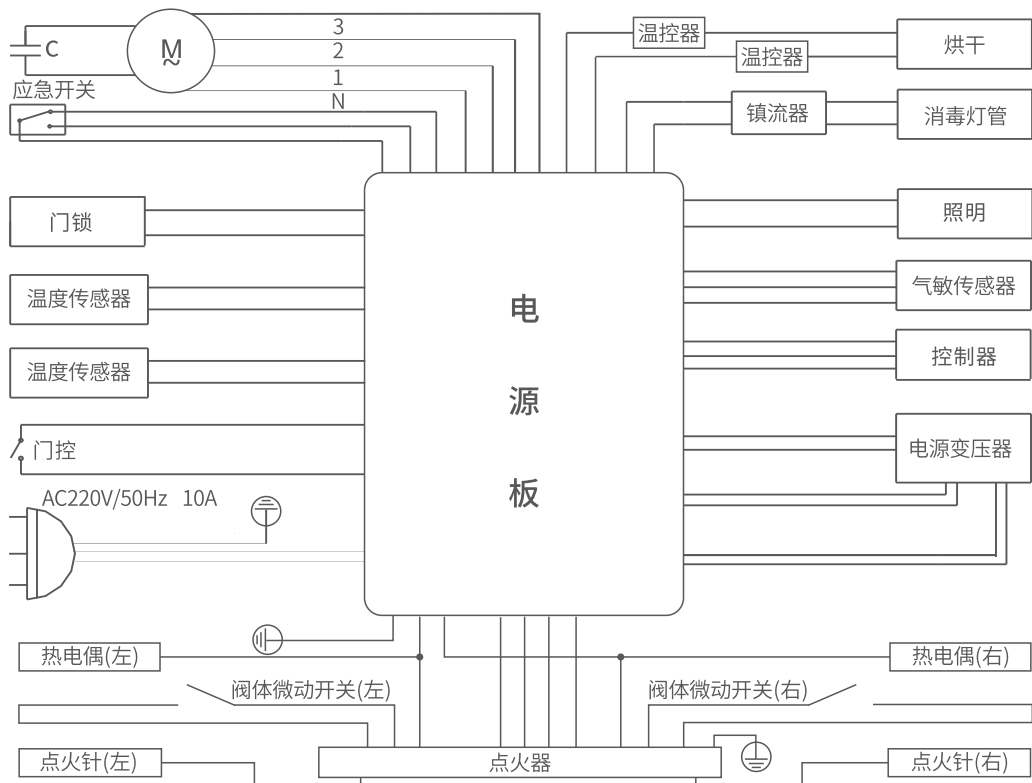 C
M
~
3
2
1
N
应急开关
温控器
温控器
烘干
镇流器
消毒灯管
门锁
照明
温度传感器
气敏传感器
温度传感器
控制器
门控
电源变压器
电
源
板
AC220V/50Hz 10A
热电偶(左)
热电偶(右)
阀体微动开关(左)
阀体微动开关(右)
点火针(左)
点火器
点火针(右)